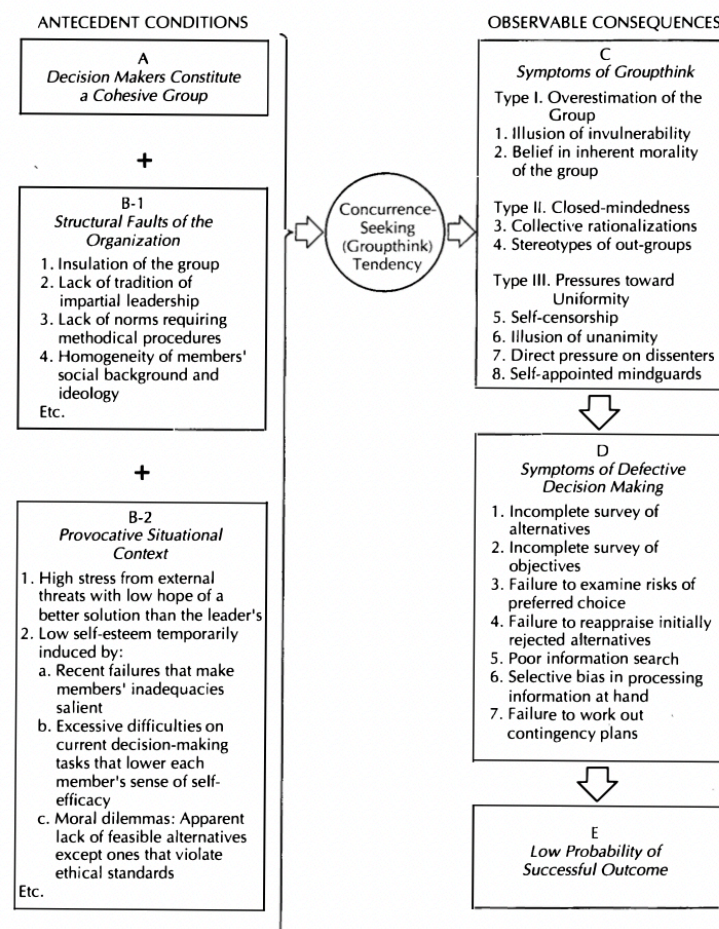 ANTECEDENT CONDITIONS
A
Decision Makers Constitute
a Cohesive Group
+
B-1
Structural Faults of the
Organization
1. Insulation of the group
2. Lack of tradition of
impartial leadership
3. Lack of norms requiring
methodical procedures
4. Homogeneity of members'
social background and
ideology
Etc.
+
B-2
Provocative Situational
Context
1. High stress from external
threats with low hope of a
better solution than the leader's
2. Low self-esteem temporarily
induced by:
a. Recent failures that make
members' inadequacies
salient
b. Excessive difficulties on
current decision-making
tasks that lower each
member's sense of self-
efficacy
c. Moral dilemmas: Apparent
lack of feasible alternatives
except ones that violate
ethical standards
Etc.
Concurrence-
Seeking
(Groupthink)
Tendency
OBSERVABLE CONSEQUENCES
C
Symptoms of Groupthink
Type I. Overestimation of the
Group
1. Illusion of invulnerability
2. Belief in inherent morality
of the group
Type II. Closed-mindedness
3. Collective rationalizations
4. Stereotypes of out-groups
Type III. Pressures toward
Uniformity
5. Self-censorship
6. Illusion of unanimity
7. Direct pressure on dissenters
8. Self-appointed mindguards
D
Symptoms of Defective
Decision Making
1. Incomplete survey of
alternatives
2. Incomplete survey of
objectives
3. Failure to examine risks of
preferred choice
4. Failure to reappraise initially
rejected alternatives
5. Poor information search
6. Selective bias in processing
information at hand
7. Failure to work out
contingency plans
E
Low Probability of
Successful Outcome